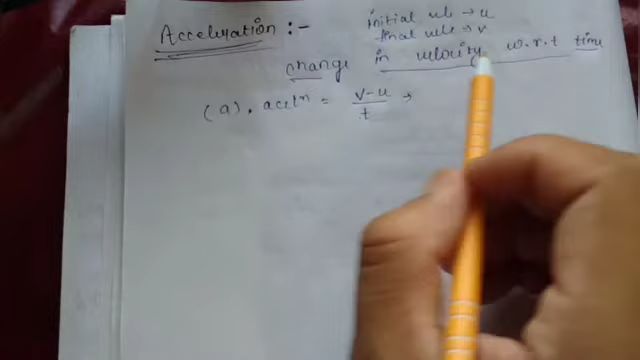 Acceleration :-
initial vel → u
final vel → v
change in velocity w.r.t time
(a). accln = v-u / t →